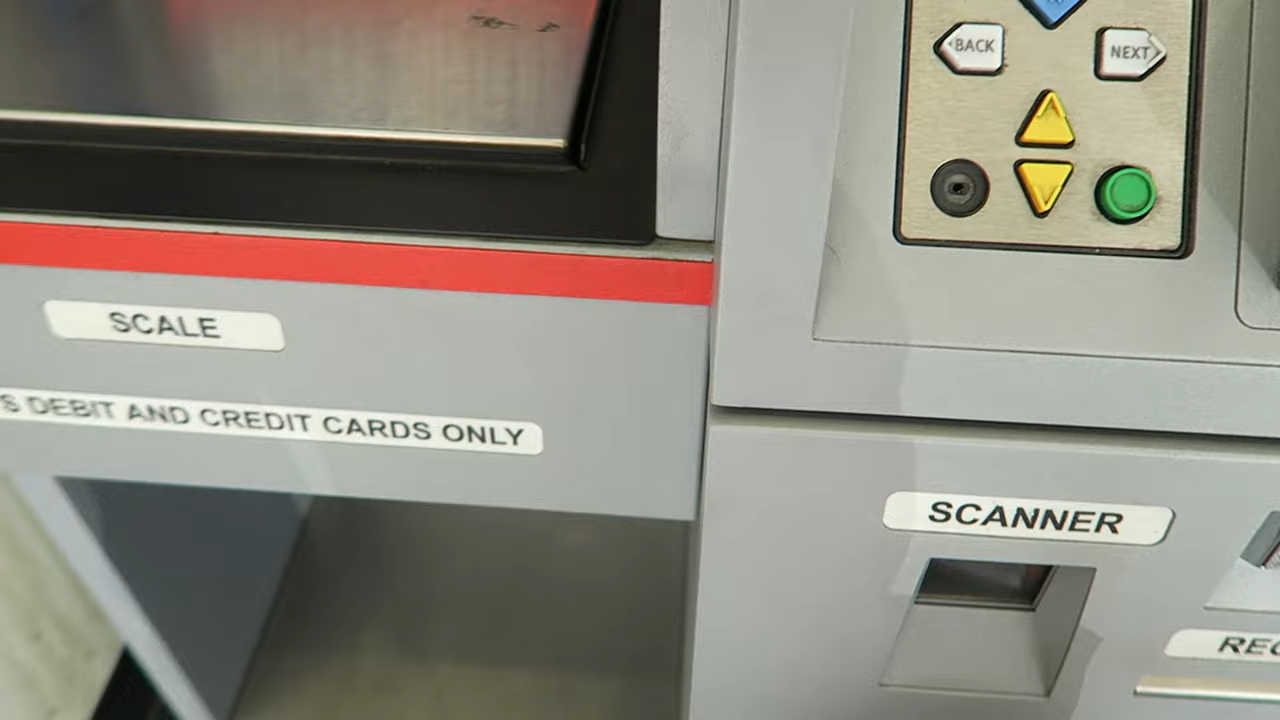 BACK
NEXT
SCALE
S DEBIT AND CREDIT CARDS ONLY
SCANNER
REC